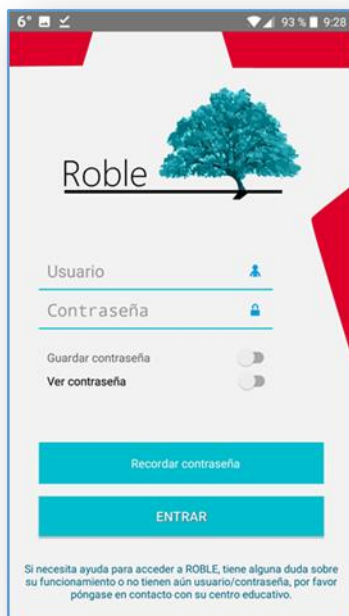 6° 93 % 9:28
Roble
Usuario
Contraseña
Guardar contraseña
Ver contraseña
Recordar contraseña
ENTRAR
Si necesita ayuda para acceder a ROBLE, tiene alguna duda sobre
su funcionamiento o no tienen aún usuario/contraseña, por favor
póngase en contacto con su centro educativo.